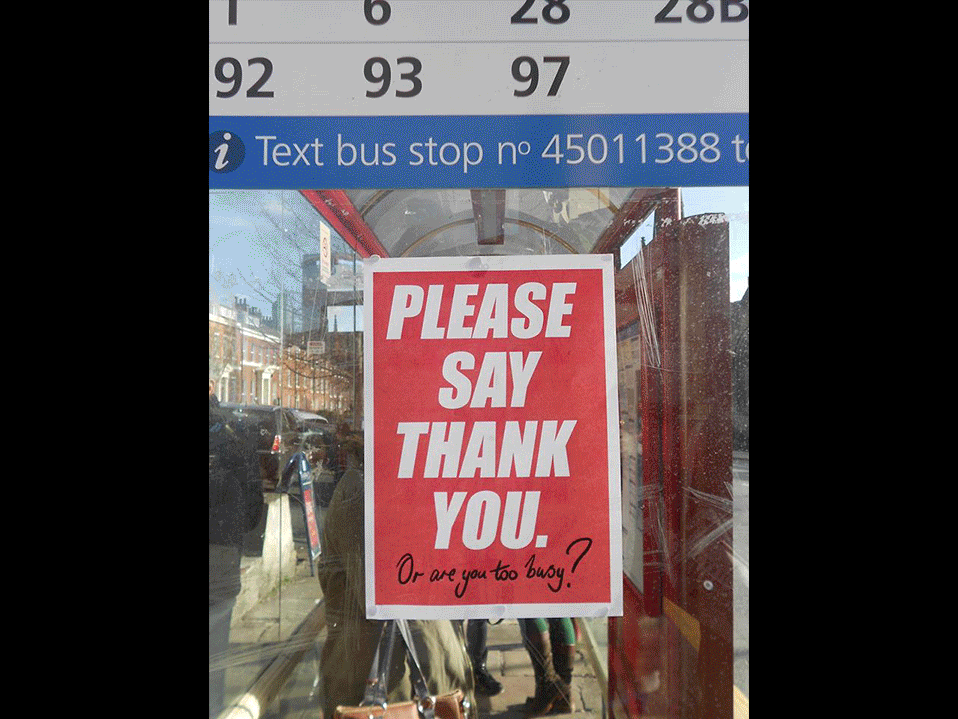 1 6 28 28B
92 93 97
i Text bus stop nº 45011388 to
PLEASE
SAY
THANK
YOU.
Or are you too busy?